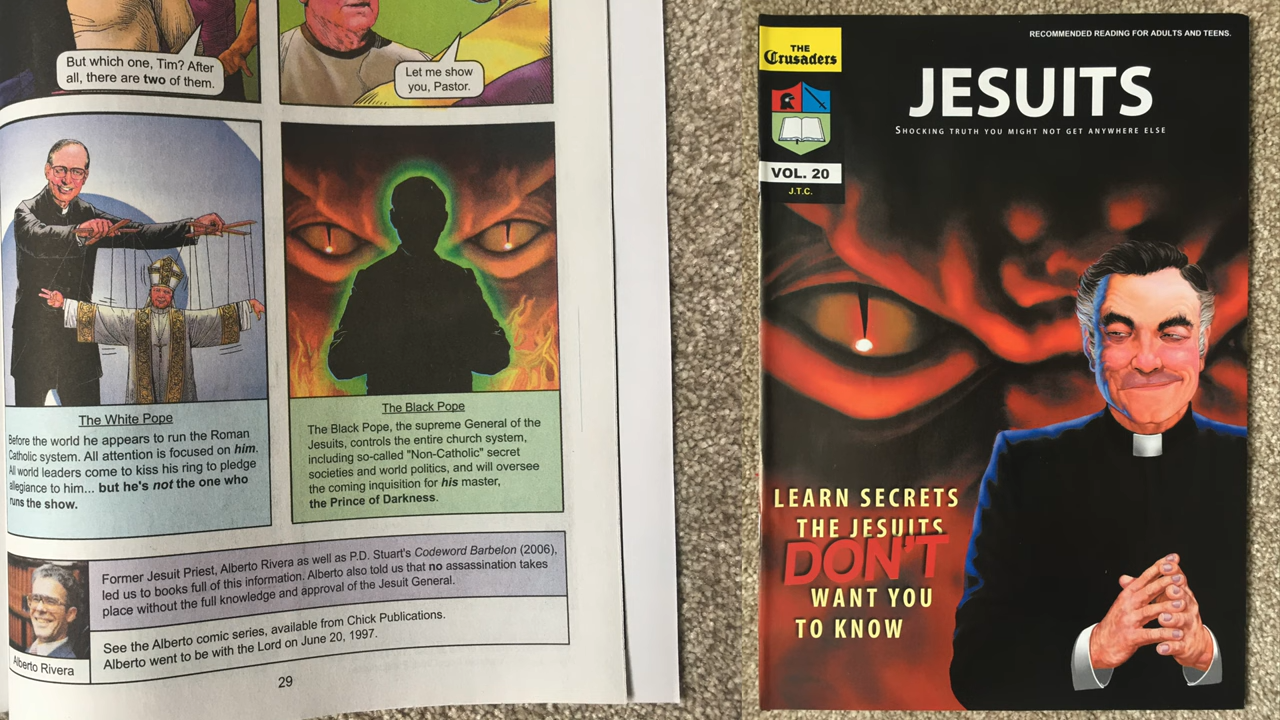 But which one, Tim? After
all, there are two of them.
Let me show
you, Pastor.
The White Pope
Before the world he appears to run the Roman
Catholic system. All attention is focused on him.
All world leaders come to kiss his ring to pledge
allegiance to him... but he's not the one who
runs the show.
The Black Pope
The Black Pope, the supreme General of the
Jesuits, controls the entire church system,
including so-called "Non-Catholic" secret
societies and world politics, and will oversee
the coming inquisition for his master,
the Prince of Darkness.
Former Jesuit Priest, Alberto Rivera as well as P.D. Stuart's Codeword Barbelon (2006),
led us to books full of this information. Alberto also told us that no assassination takes
place without the full knowledge and approval of the Jesuit General.
See the Alberto comic series, available from Chick Publications.
Alberto went to be with the Lord on June 20, 1997.
Alberto Rivera
29
RECOMMENDED READING FOR ADULTS AND TEENS.
THE
Crusaders
VOL. 20
J.T.C.
JESUITS
SHOCKING TRUTH YOU MIGHT NOT GET ANYWHERE ELSE
LEARN SECRETS
THE JESUITS
DON'T
WANT YOU
TO KNOW